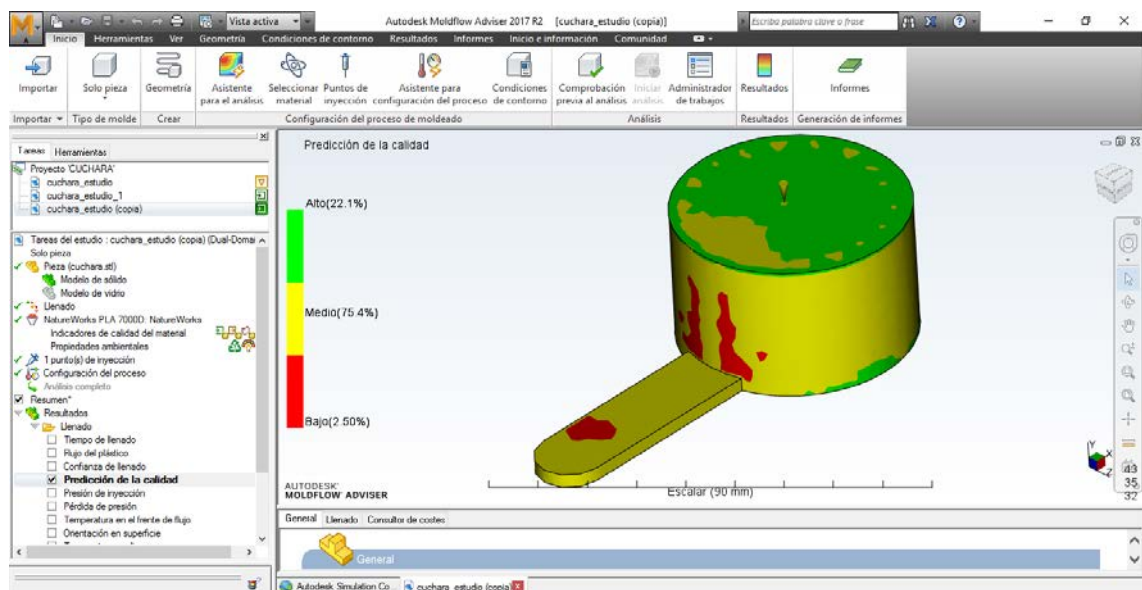 Vista activa
Autodesk Moldflow Adviser 2017 R2 [cuchara_estudio (copia)]
Escriba palabra clave o frase
Inicio Herramientas Ver Geometría Condiciones de contorno Resultados Informes Inicio e información Comunidad
Importar
Solo pieza
Geometría
Asistente para el análisis
Seleccionar material
Puntos de inyección
Asistente para configuración del proceso
Condiciones de contorno
Comprobación previa al análisis
Iniciar análisis
Administrador de trabajos
Resultados
Informes
Importar Tipo de molde Crear Configuración del proceso de moldeado Análisis Resultados Generación de informes
Tareas Herramientas
Proyecto 'CUCHARA'
cuchara_estudio
cuchara_estudio_1
cuchara_estudio (copia)
Tareas del estudio : cuchara_estudio (copia) (Dual-Domai
Solo pieza
Pieza (cuchara.stl)
Modelo de sólido
Modelo de vidrio
Llenado
NatureWorks PLA 7000D: NatureWorks
Indicadores de calidad del material
Propiedades ambientales
1 punto(s) de inyección
Configuración del proceso
Análisis completo
Resumen*
Resultados
Llenado
Tiempo de llenado
Flujo del plástico
Confianza de llenado
Predicción de la calidad
Presión de inyección
Pérdida de presión
Temperatura en el frente de flujo
Orientación en superficie
Predicción de la calidad
Alto(22.1%)
Medio(75.4%)
Bajo(2.50%)
AUTODESK'
MOLDFLOW ADVISER
Escalar (90 mm)
Y
X
Z
43
35
32
General Llenado Consultor de costes
General
Autodesk Simulation Co... cuchara_estudio (copia)